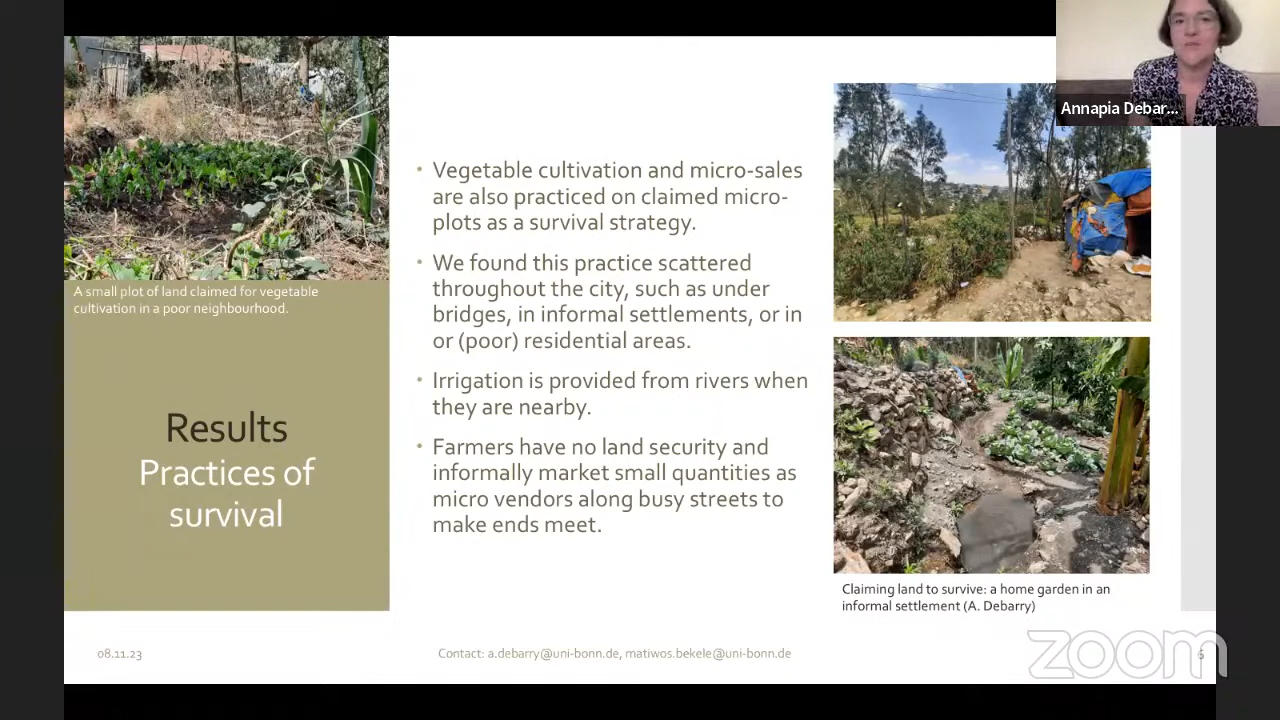 Annapia Debar...
A small plot of land claimed for vegetable
cultivation in a poor neighbourhood.
Results
Practices of
survival
• Vegetable cultivation and micro-sales
are also practiced on claimed micro-
plots as a survival strategy.
• We found this practice scattered
throughout the city, such as under
bridges, in informal settlements, or in
or (poor) residential areas.
• Irrigation is provided from rivers when
they are nearby.
• Farmers have no land security and
informally market small quantities as
micro vendors along busy streets to
make ends meet.
Claiming land to survive: a home garden in an
informal settlement (A. Debarry)
08.11.23
Contact: a.debarry@uni-bonn.de, matiwos.bekele@uni-bonn.de
zoom